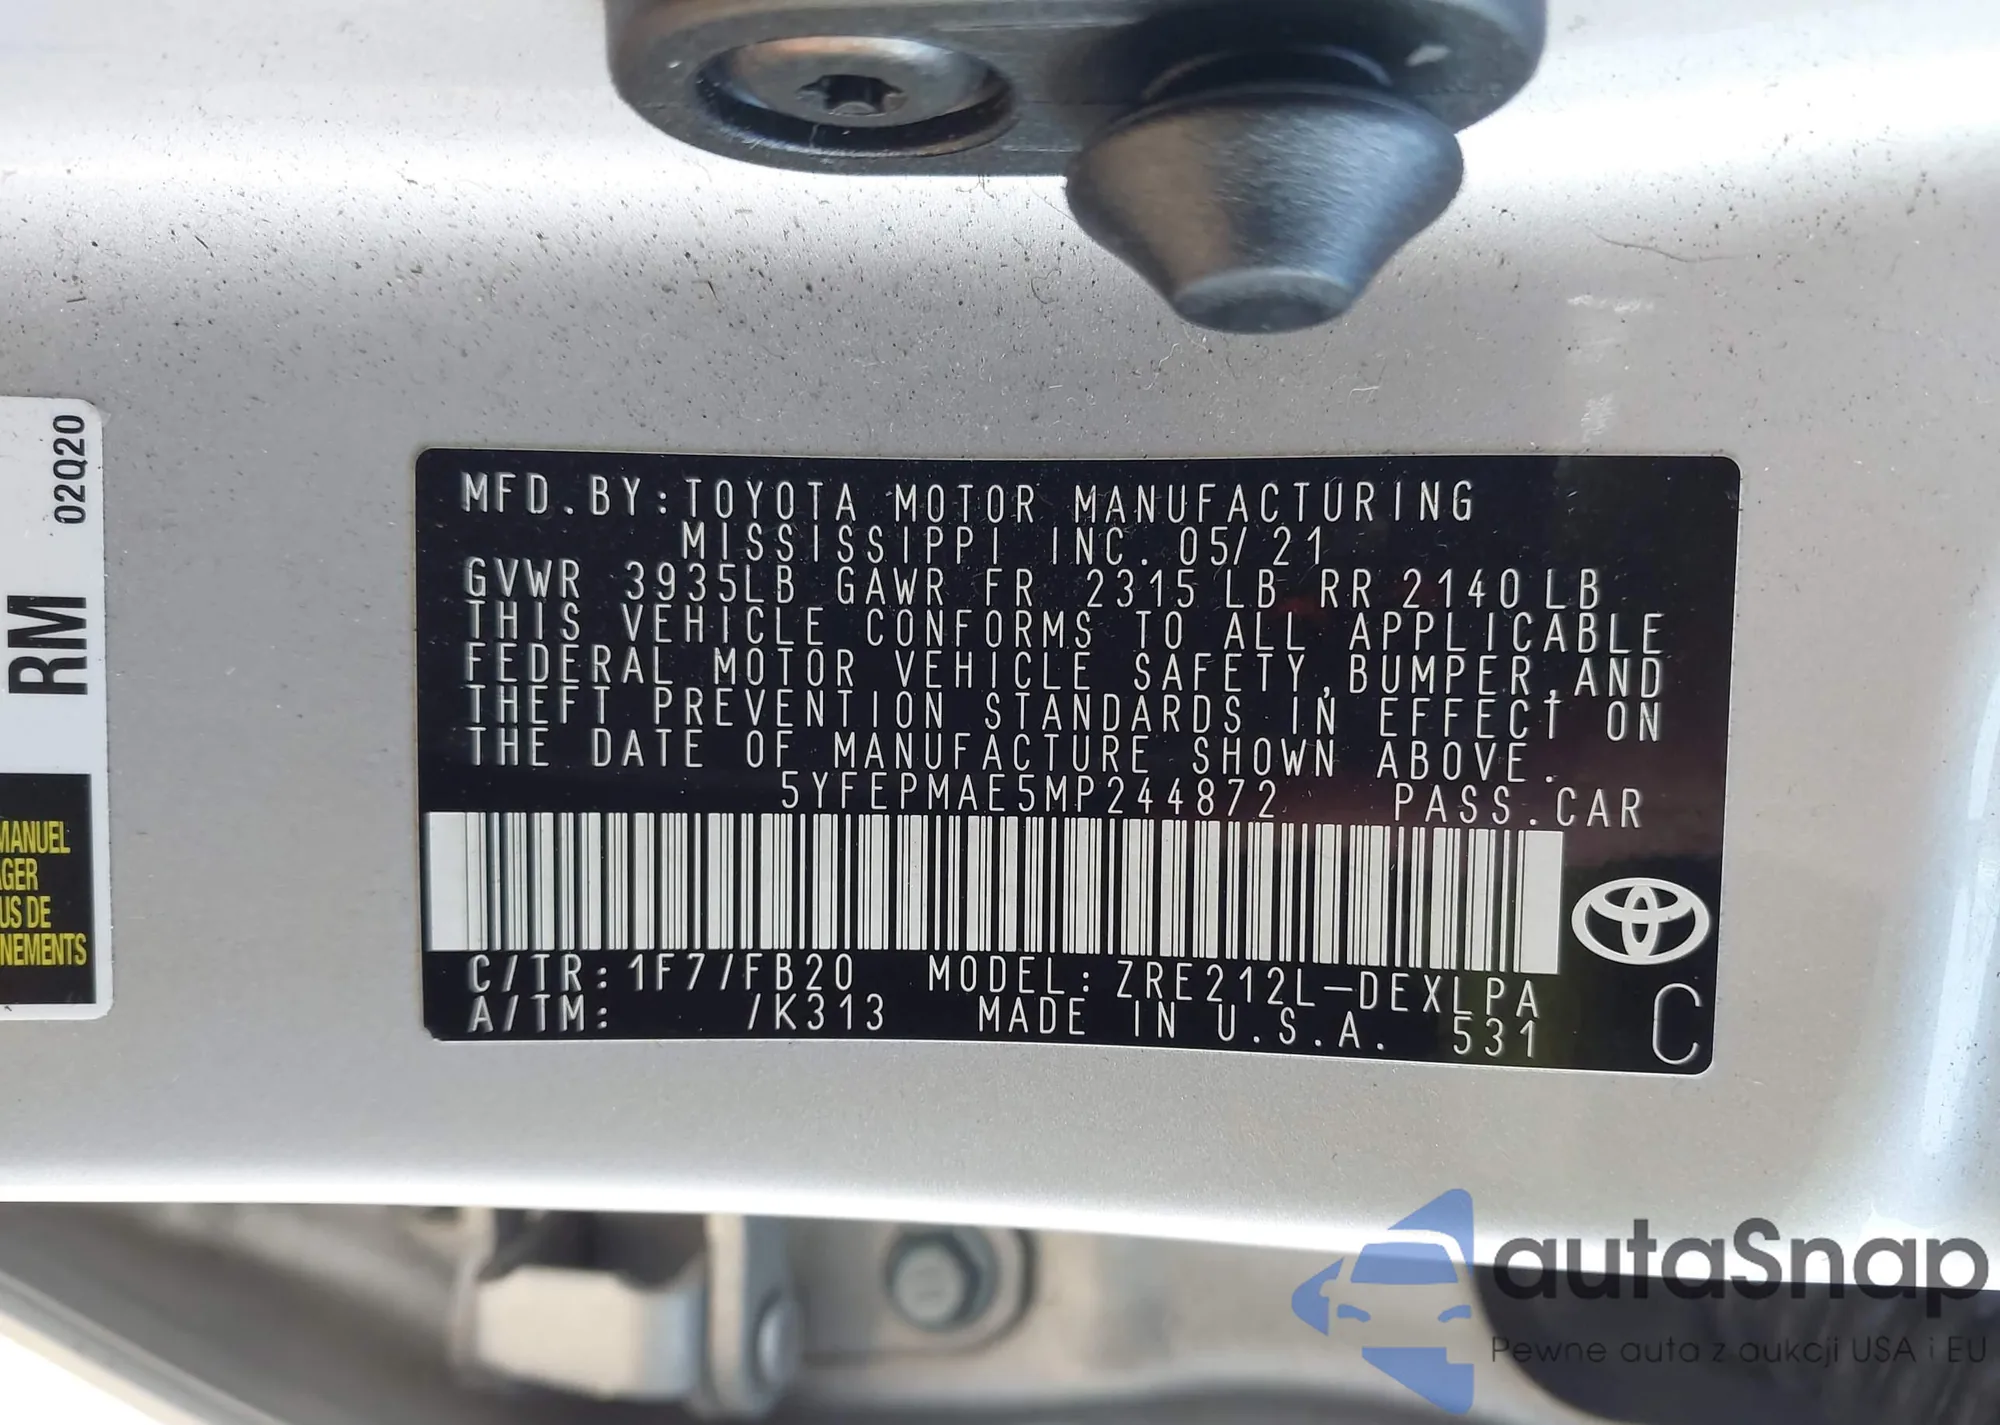 02Q20
RM
MANUEL
GER
US DE
NEMENTS
MFD.BY:TOYOTA MOTOR MANUFACTURING
MISSISSIPPI INC.05/21
GVWR 3935LB GAWR FR 2315 LB RR 2140LB
THIS VEHICLE CONFORMS TO ALL APPLICABLE
FEDERAL MOTOR VEHICLE SAFETY,BUMPER,AND
THEFT PREVENTION STANDARDS IN EFFECT ON
THE DATE OF MANUFACTURE SHOWN ABOVE.
5YFEPMAE5MP244872 PASS.CAR
C/TR:1F7/FB20 MODEL:ZRE212L-DEXLPA
A/TM: /K313 MADE IN U.S.A. 531
C
autaSnap
Pewne auta z aukcji USA i EU